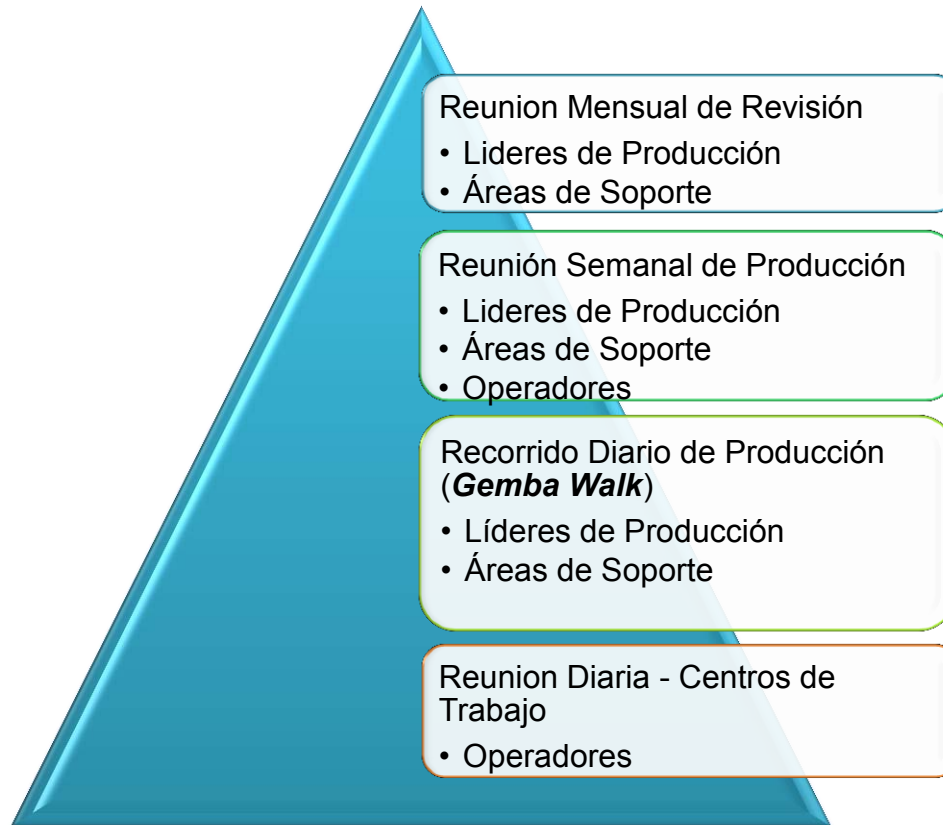 Reunion Mensual de Revisión
• Lideres de Producción
• Áreas de Soporte
Reunión Semanal de Producción
• Lideres de Producción
• Áreas de Soporte
• Operadores
Recorrido Diario de Producción
(Gemba Walk)
• Líderes de Producción
• Áreas de Soporte
Reunion Diaria - Centros de
Trabajo
• Operadores